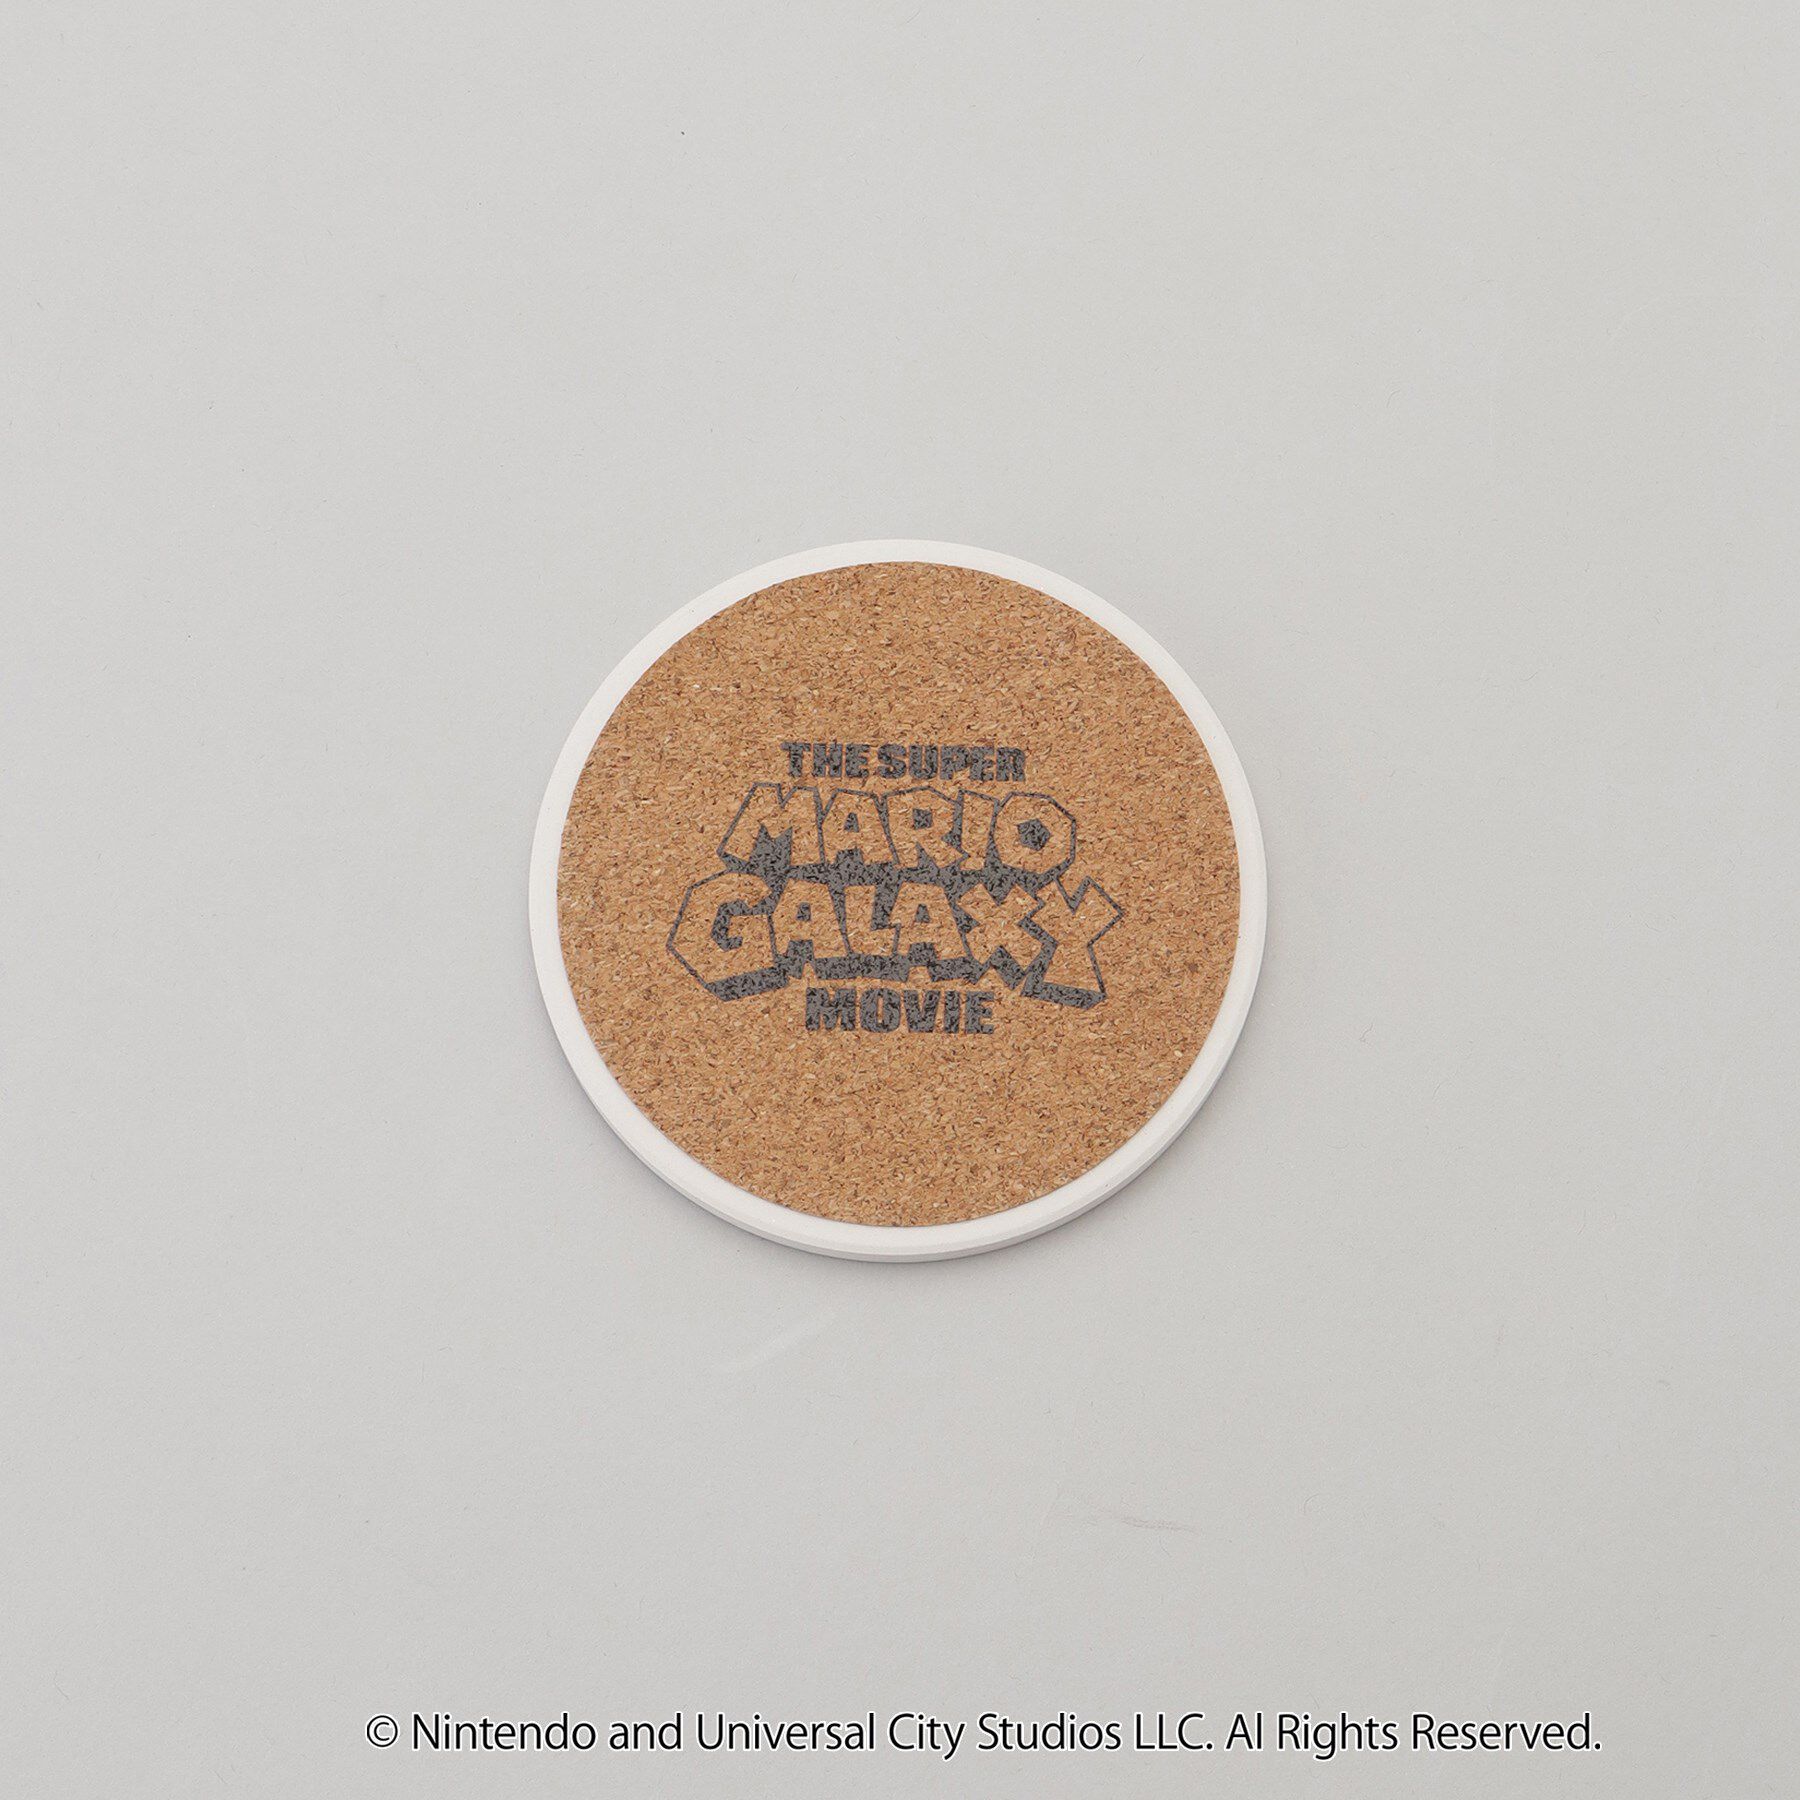 THE SUPER
MARIO
GALAXY
MOVIE
© Nintendo and Universal City Studios LLC. Al Rights Reserved.